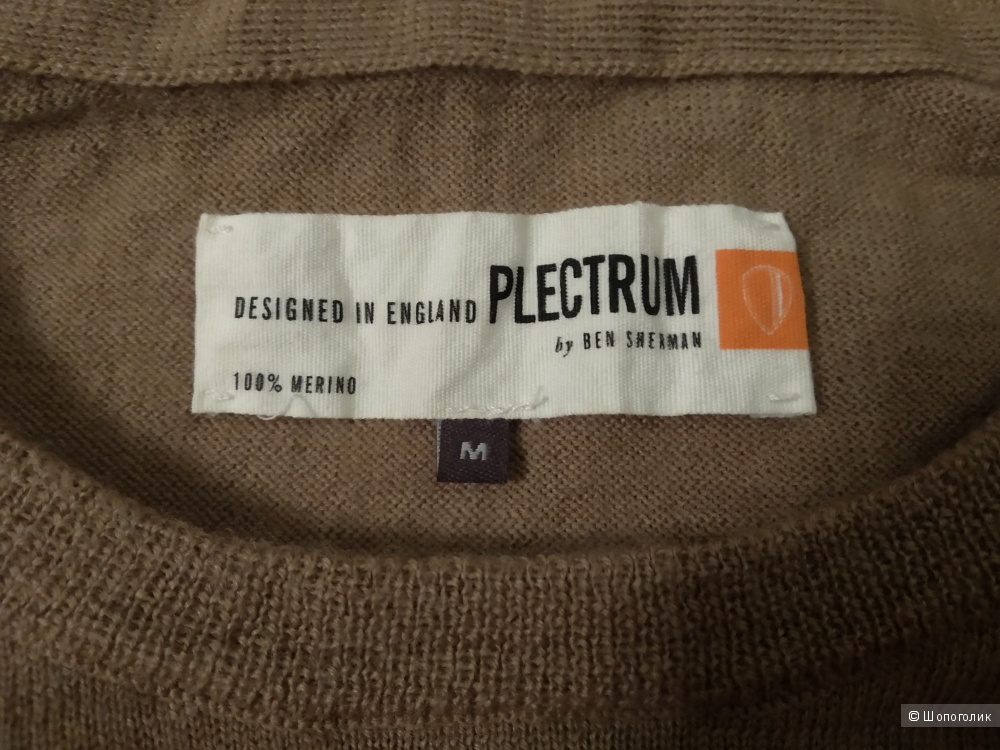 DESIGNED IN ENGLAND PLECTRUM
by BEN SHERMAN
100% MERINO
M
© Шопоголик